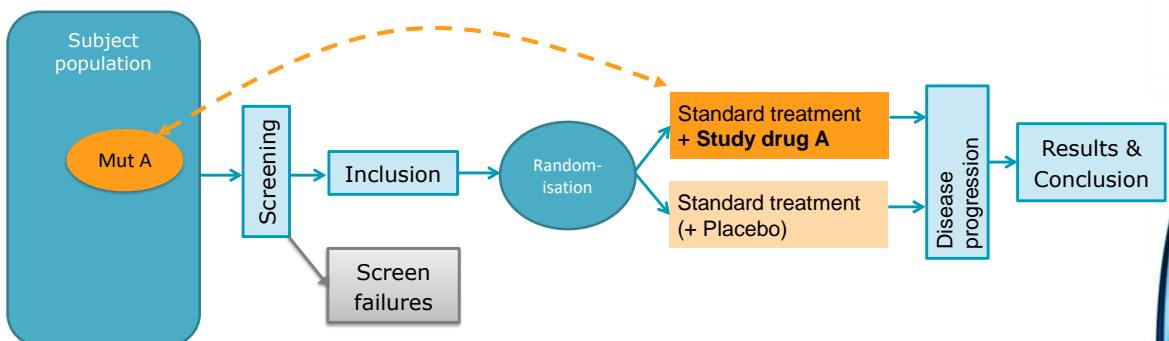 Subject
population
Mut A
Screening
Inclusion
Screen
failures
Random-
isation
Standard treatment
+ Study drug A
Standard treatment
(+ Placebo)
Disease
progression
Results &
Conclusion